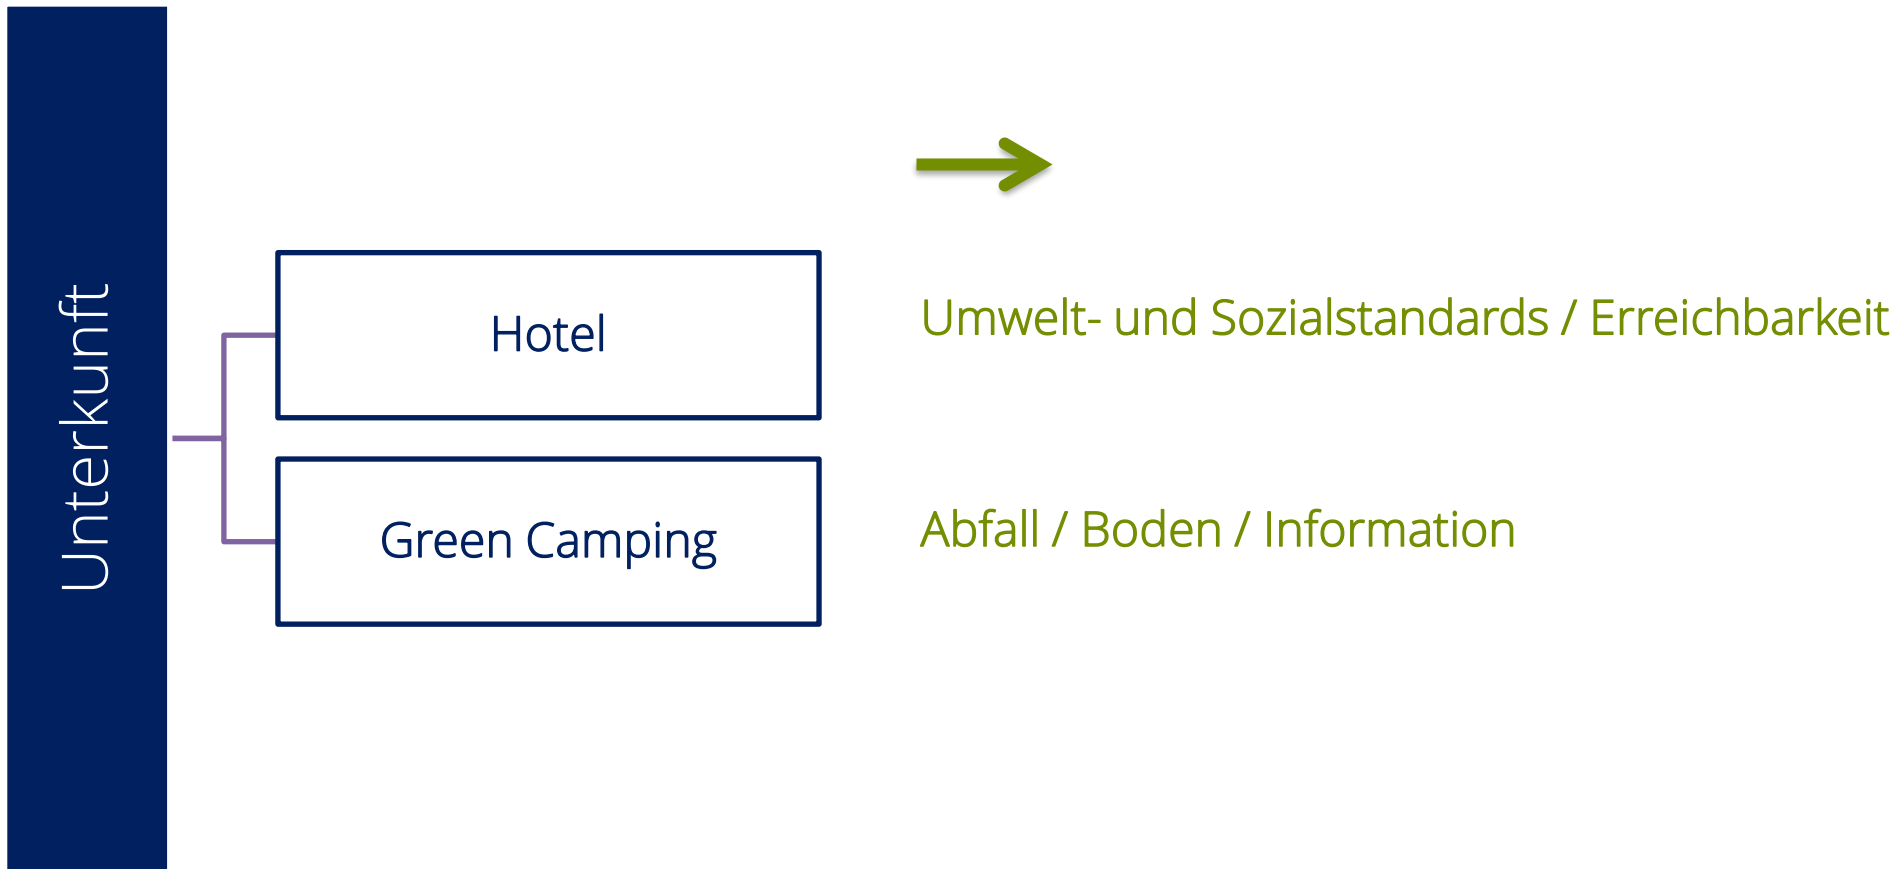 Unterkunft
Hotel
Umwelt- und Sozialstandards / Erreichbarkeit
Green Camping
Abfall / Boden / Information